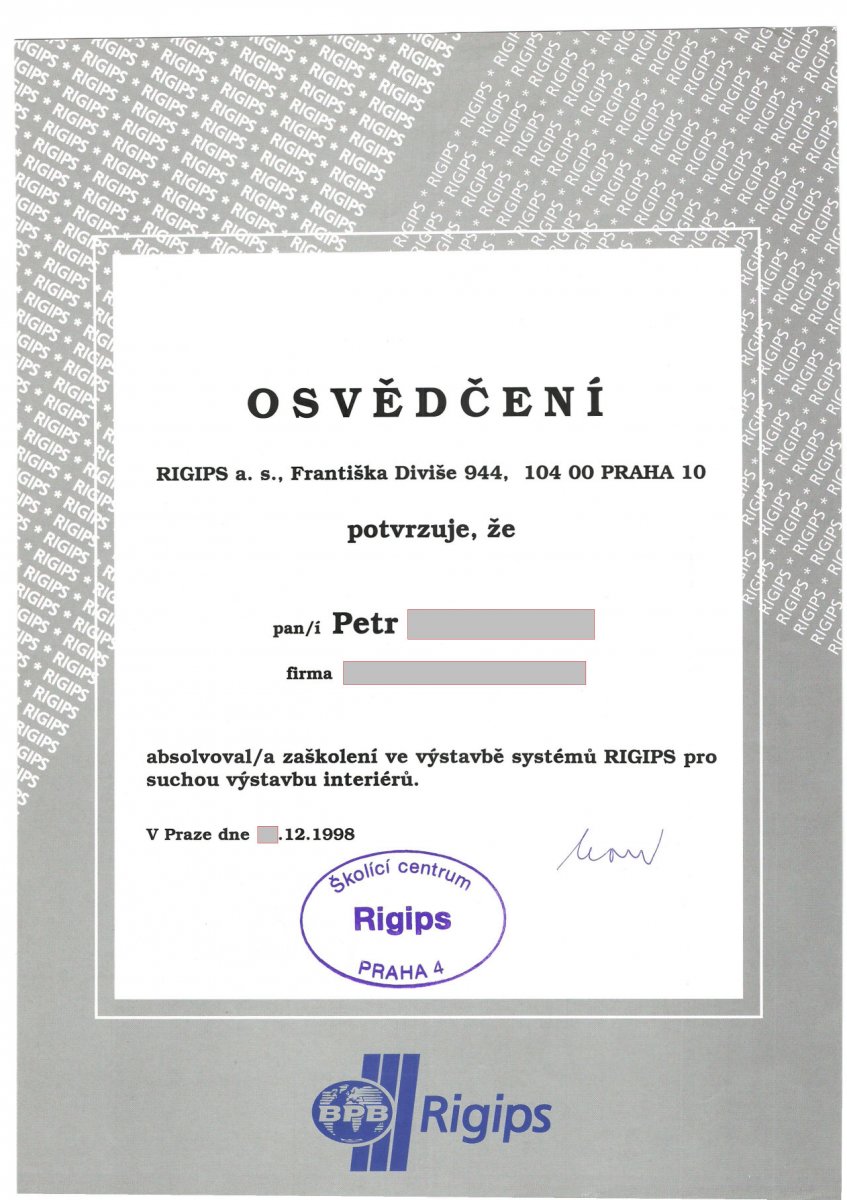 OSVĚDČENÍ
RIGIPS a. s., Františka Diviše 944, 104 00 PRAHA 10
potvrzuje, že
pan/í Petr
firma
absolvoval/a zaškolení ve výstavbě systémů RIGIPS pro
suchou výstavbu interiérů.
V Praze dne .12.1998
Školící centrum
Rigips
PRAHA 4
BPB Rigips